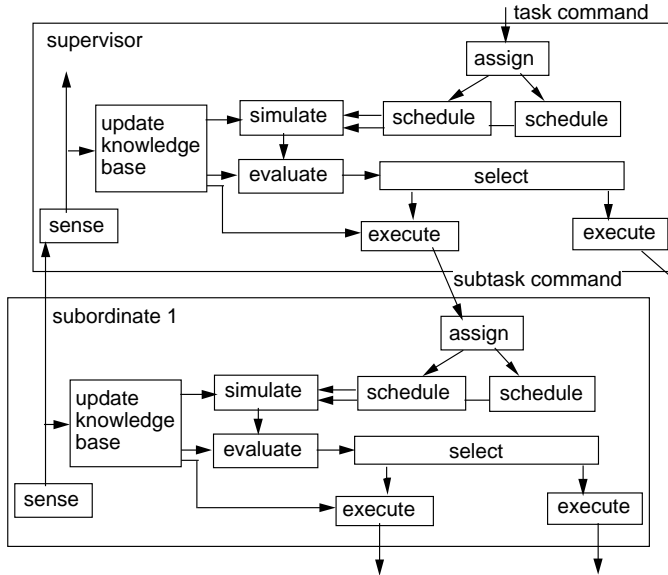 task command
supervisor
assign
update
knowledge
base
simulate
schedule
schedule
evaluate
select
sense
execute
execute
subtask command
subordinate 1
assign
update
knowledge
base
simulate
schedule
schedule
evaluate
select
sense
execute
execute